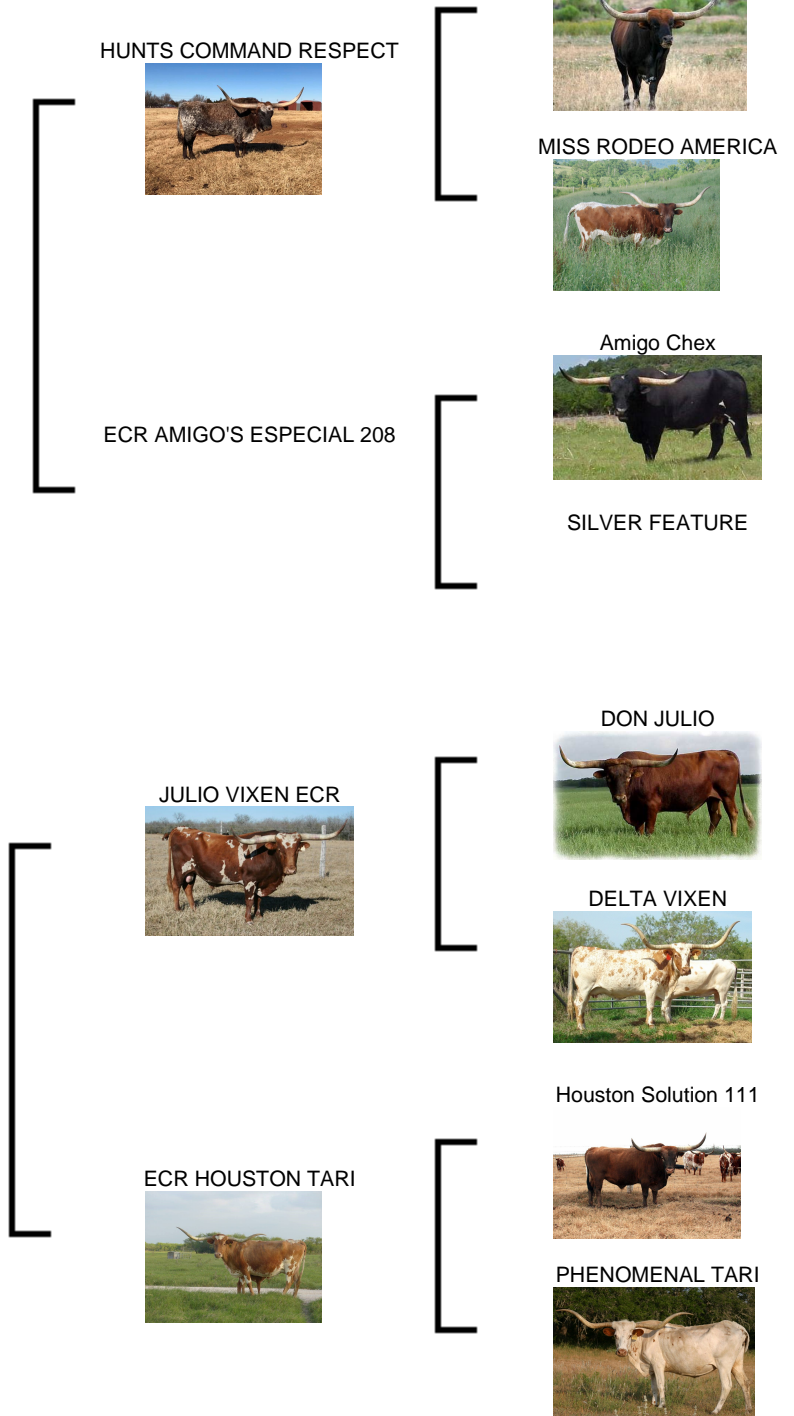 HUNTS COMMAND RESPECT
MISS RODEO AMERICA
Amigo Chex
ECR AMIGO'S ESPECIAL 208
SILVER FEATURE
DON JULIO
JULIO VIXEN ECR
DELTA VIXEN
Houston Solution 111
ECR HOUSTON TARI
PHENOMENAL TARI